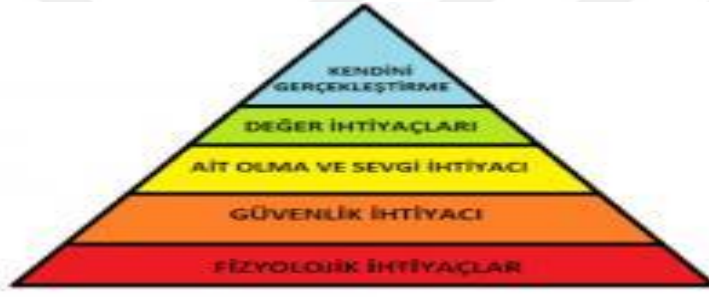 KENDİNİ
GERÇEKLEŞTİRME
DEĞER İHTİYAÇLARI
AİT OLMA VE SEVGİ İHTİYACI
GÜVENLİK İHTİYACI
FİZYOLOJİK İHTİYAÇLAR